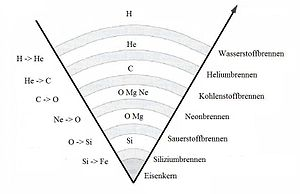 H
He
C
O Mg Ne
O Mg
Si
H -> He
He -> C
C -> O
Ne -> O
O -> Si
Si -> Fe
Wasserstoffbrennen
Heliumbrennen
Kohlenstoffbrennen
Neonbrennen
Sauerstoffbrennen
Siliziumbrennen
Eisenkern